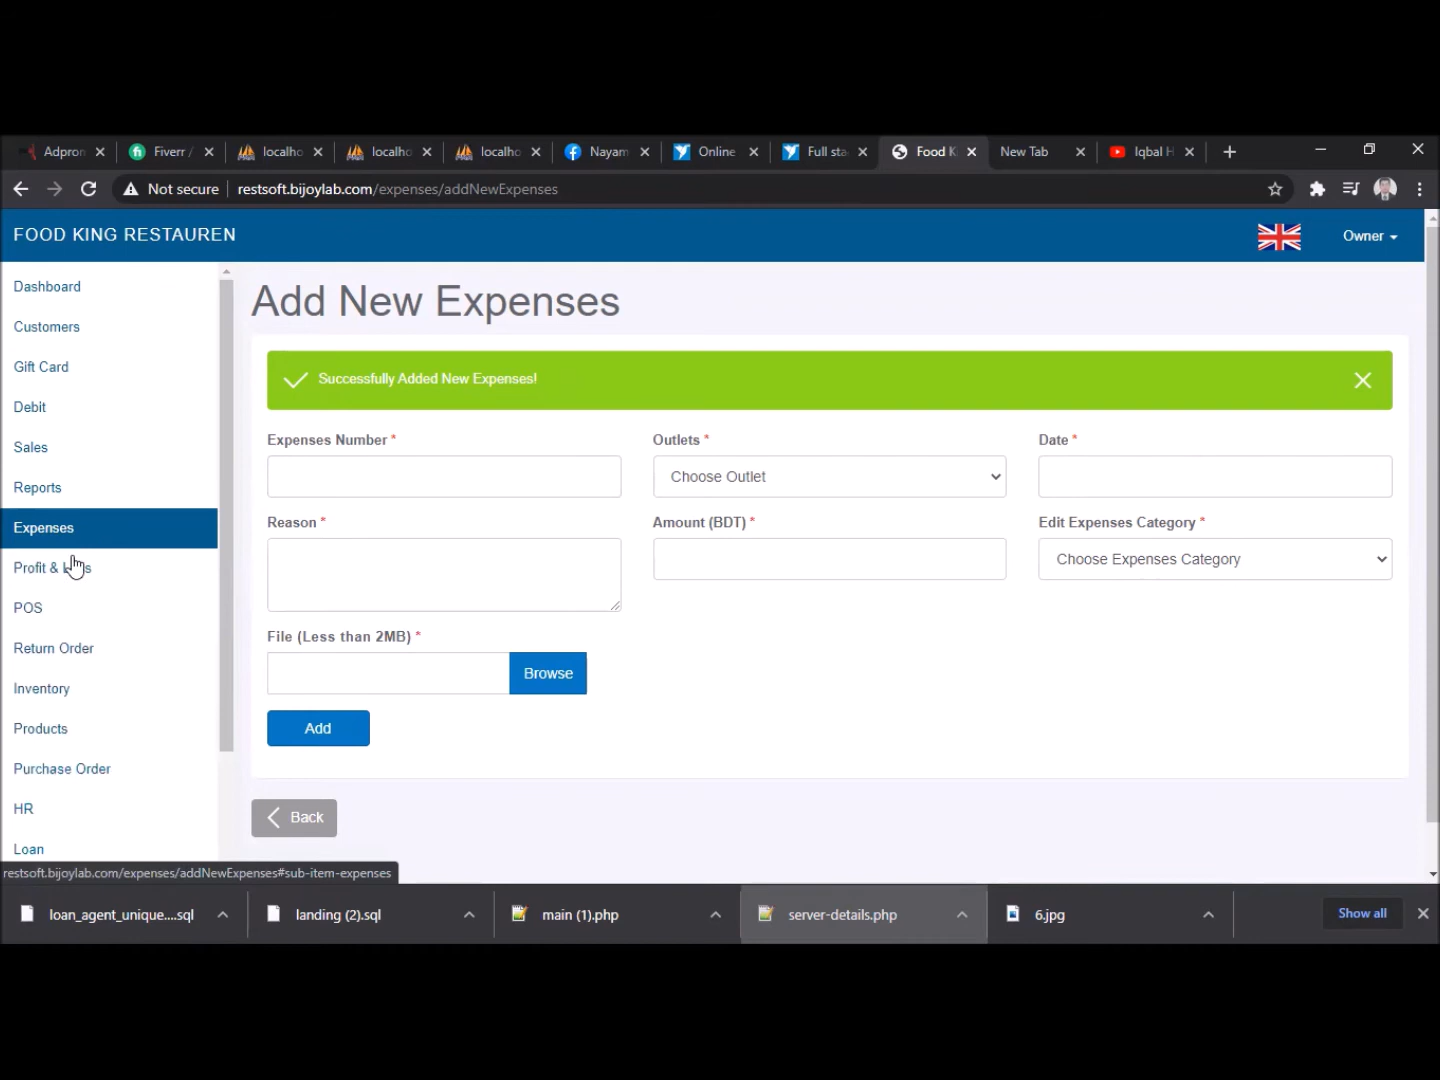 Adpron
Fiverr /
localho
localho
localho
Nayam
Online
Full sta
Food K
New Tab
Iqbal H
Not secure
restsoft.bijoylab.com/expenses/addNewExpenses
FOOD KING RESTAUREN
Owner
Dashboard
Customers
Gift Card
Debit
Sales
Reports
Expenses
Profit & L s
POS
Return Order
Inventory
Products
Purchase Order
HR
Loan
Add New Expenses
Successfully Added New Expenses!
Expenses Number *
Outlets *
Date *
Choose Outlet
Reason *
Amount (BDT) *
Edit Expenses Category *
Choose Expenses Category
File (Less than 2MB) *
Browse
Add
Back
restsoft.bijoylab.com/expenses/addNewExpenses#sub-item-expenses
loan_agent_unique....sql
landing (2).sql
main (1).php
server-details.php
6.jpg
Show all